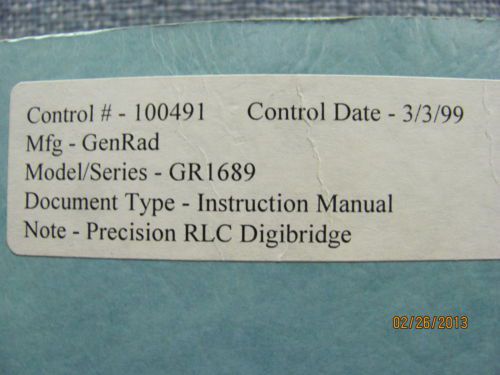 Control # - 100491 Control Date - 3/3/99
Mfg - GenRad
Model/Series - GR1689
Document Type - Instruction Manual
Note - Precision RLC Digibridge
02/26/2013